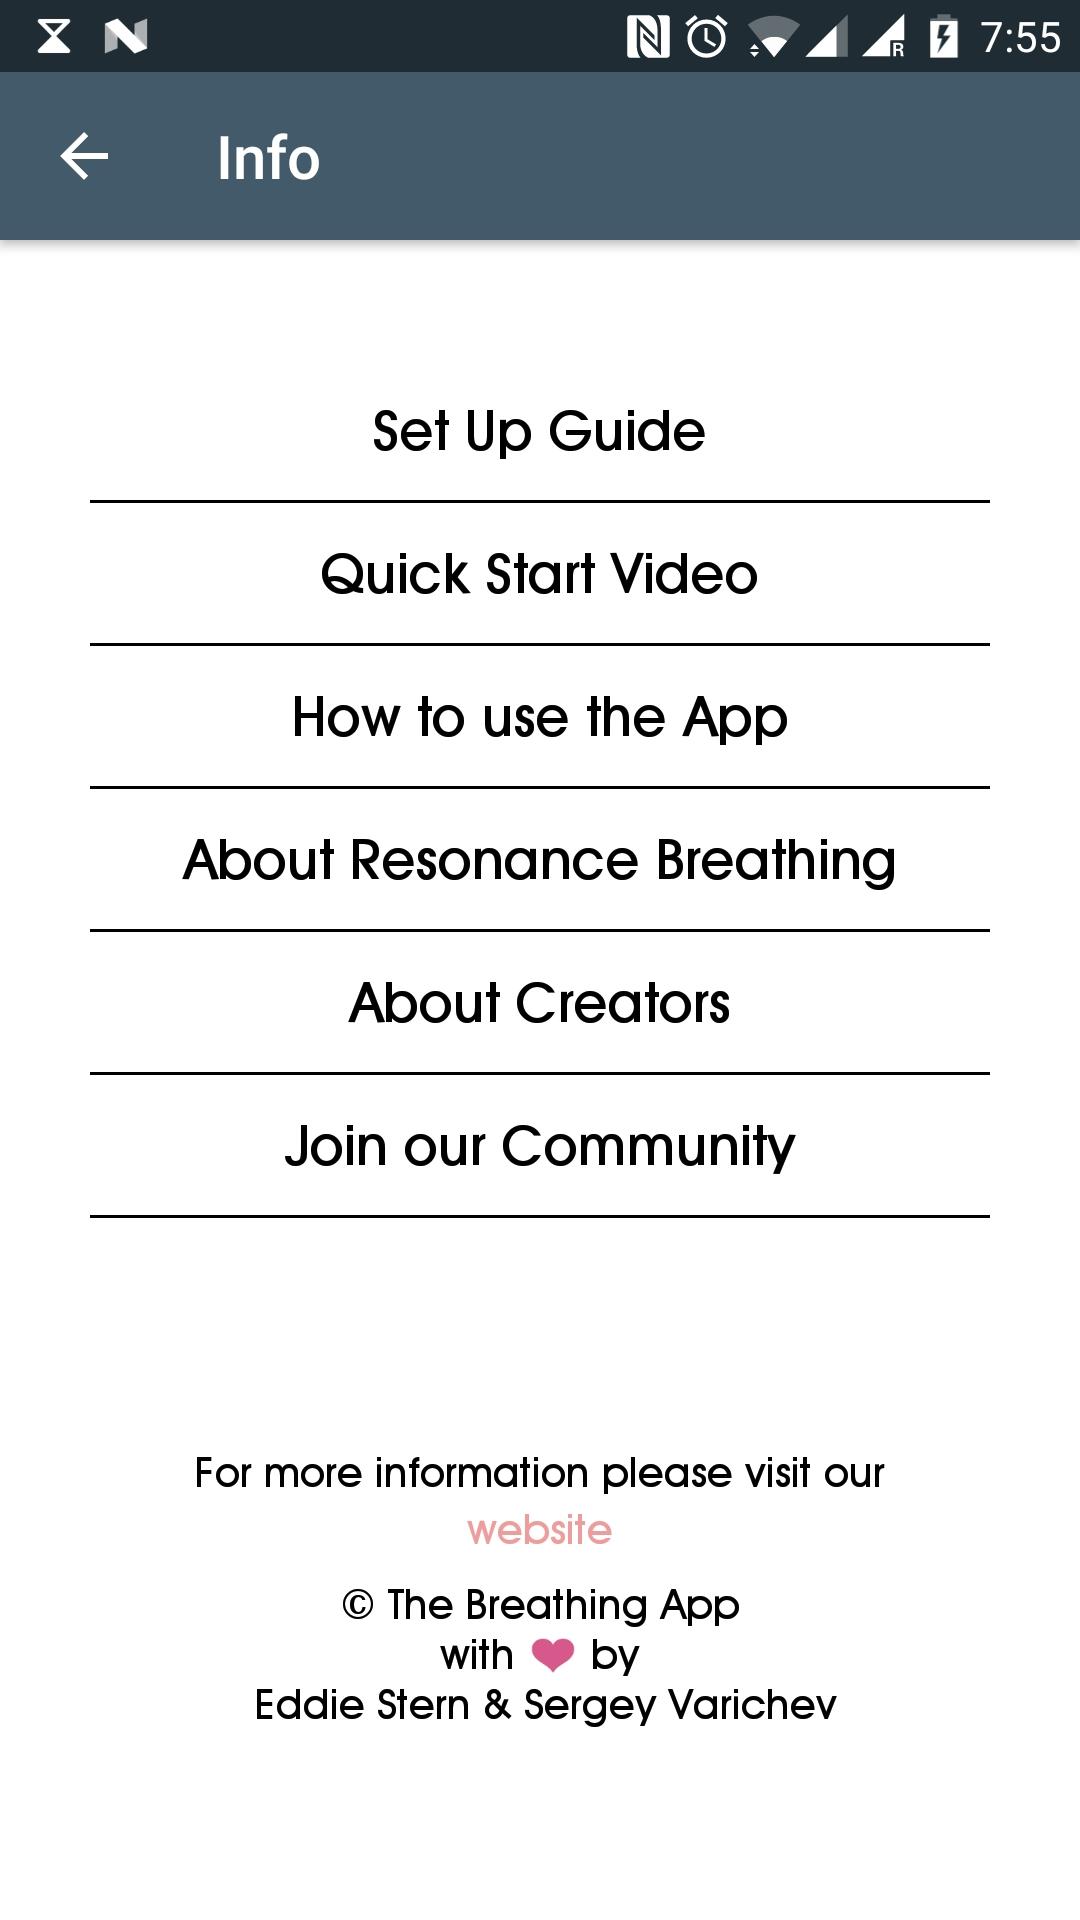 7:55
Info
Set Up Guide
Quick Start Video
How to use the App
About Resonance Breathing
About Creators
Join our Community
For more information please visit our
website
© The Breathing App
with ❤ by
Eddie Stern & Sergey Varichev